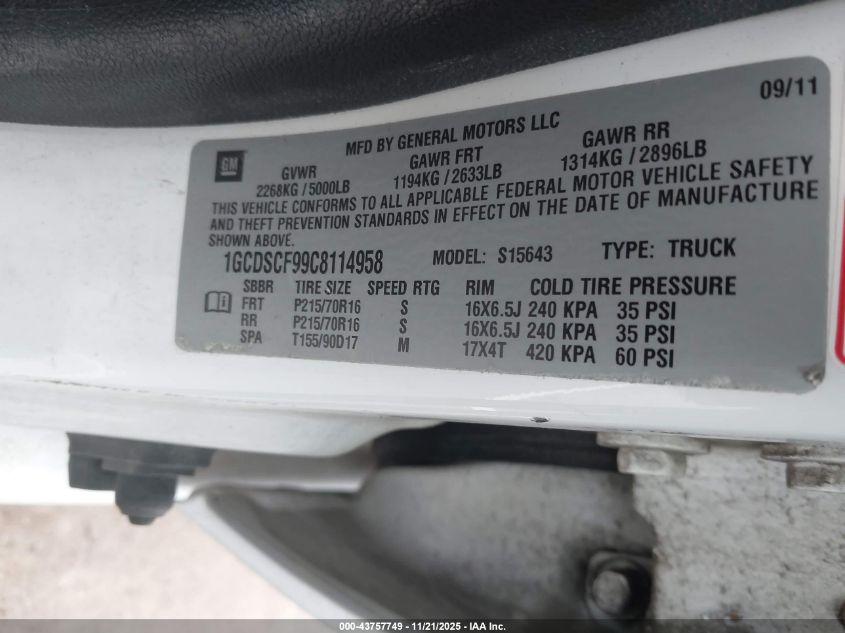 09/11
GM
MFD BY GENERAL MOTORS LLC
GVWR GAWR FRT GAWR RR
2268KG / 5000LB 1194KG / 2633LB 1314KG / 2896LB
THIS VEHICLE CONFORMS TO ALL APPLICABLE FEDERAL MOTOR VEHICLE SAFETY
AND THEFT PREVENTION STANDARDS IN EFFECT ON THE DATE OF MANUFACTURE
SHOWN ABOVE.
1GCDSCF99C8114958 MODEL: S15643 TYPE: TRUCK
SBBR TIRE SIZE SPEED RTG RIM COLD TIRE PRESSURE
FRT P215/70R16 S 16X6.5J 240 KPA 35 PSI
RR P215/70R16 S 16X6.5J 240 KPA 35 PSI
SPA T155/90D17 M 17X4T 420 KPA 60 PSI
000-43757749 - 11/21/2025 - IAA Inc.